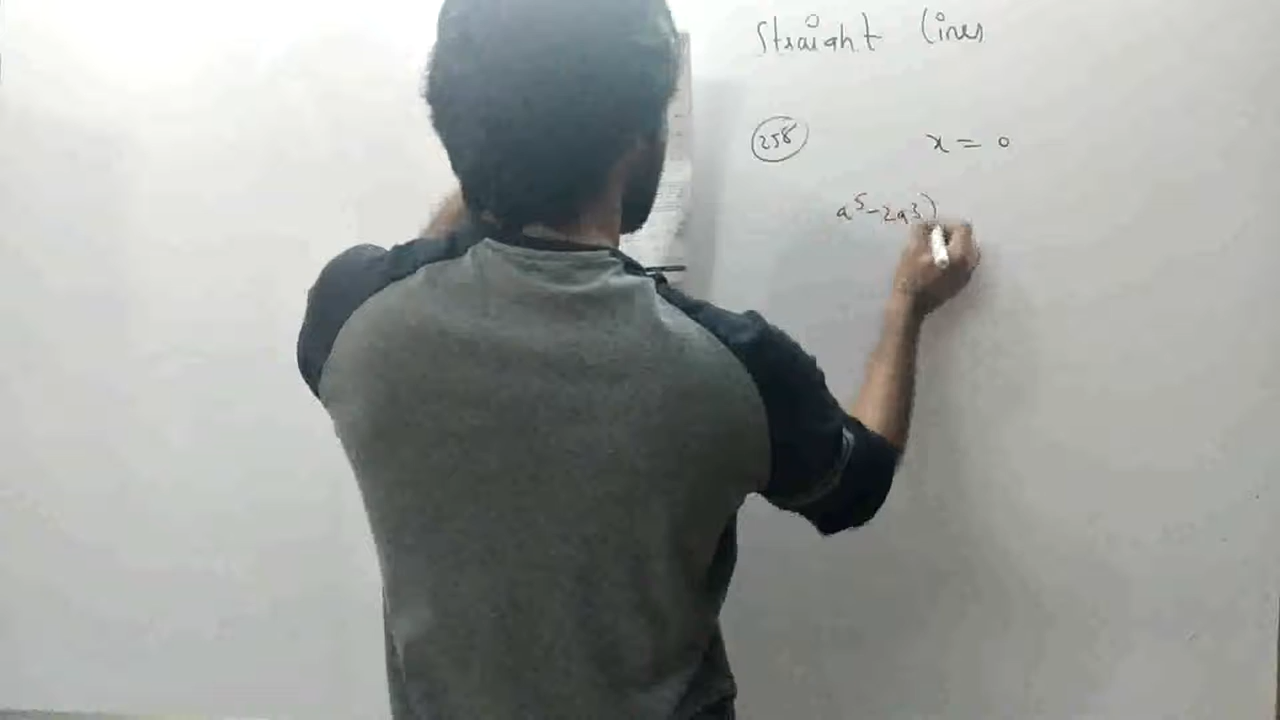 Straight lines
258
x = 0
a⁵-2a3)